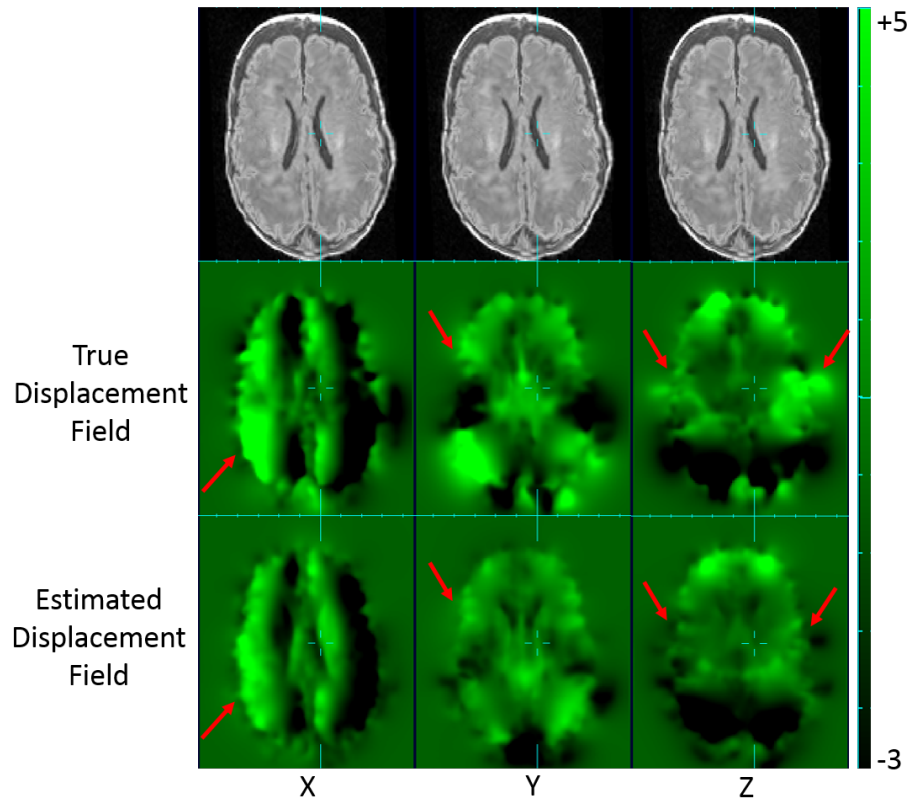 +5
True
Displacement
Field
Estimated
Displacement
Field
-3
X
Y
Z